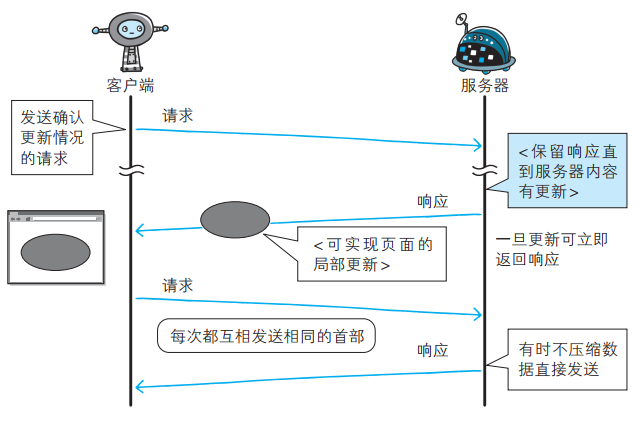 客户端
服务器
发送确认
更新情况
的请求
请求
<保留响应直
到服务器内容
有更新>
响应
<可实现页面的
局部更新>
一旦更新可立即
返回响应
请求
每次都互相发送相同的首部
响应
有时不压缩数
据直接发送